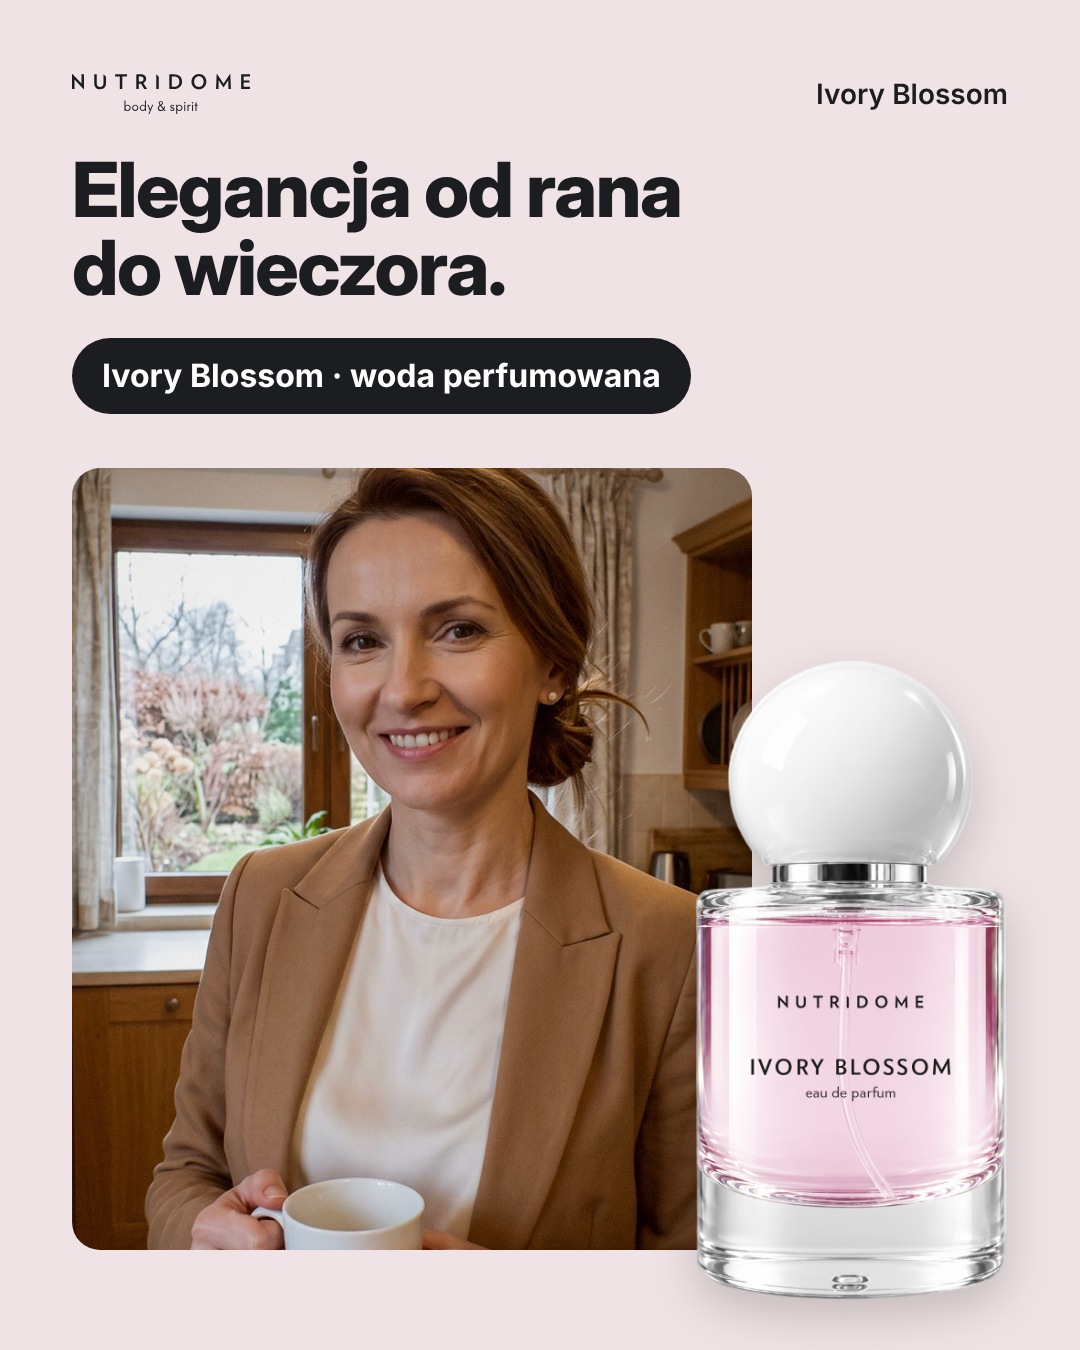 NUTRIDOME
body & spirit
Ivory Blossom
Elegancja od rana
do wieczora.
Ivory Blossom · woda perfumowana
NUTRIDOME
IVORY BLOSSOM
eau de parfum